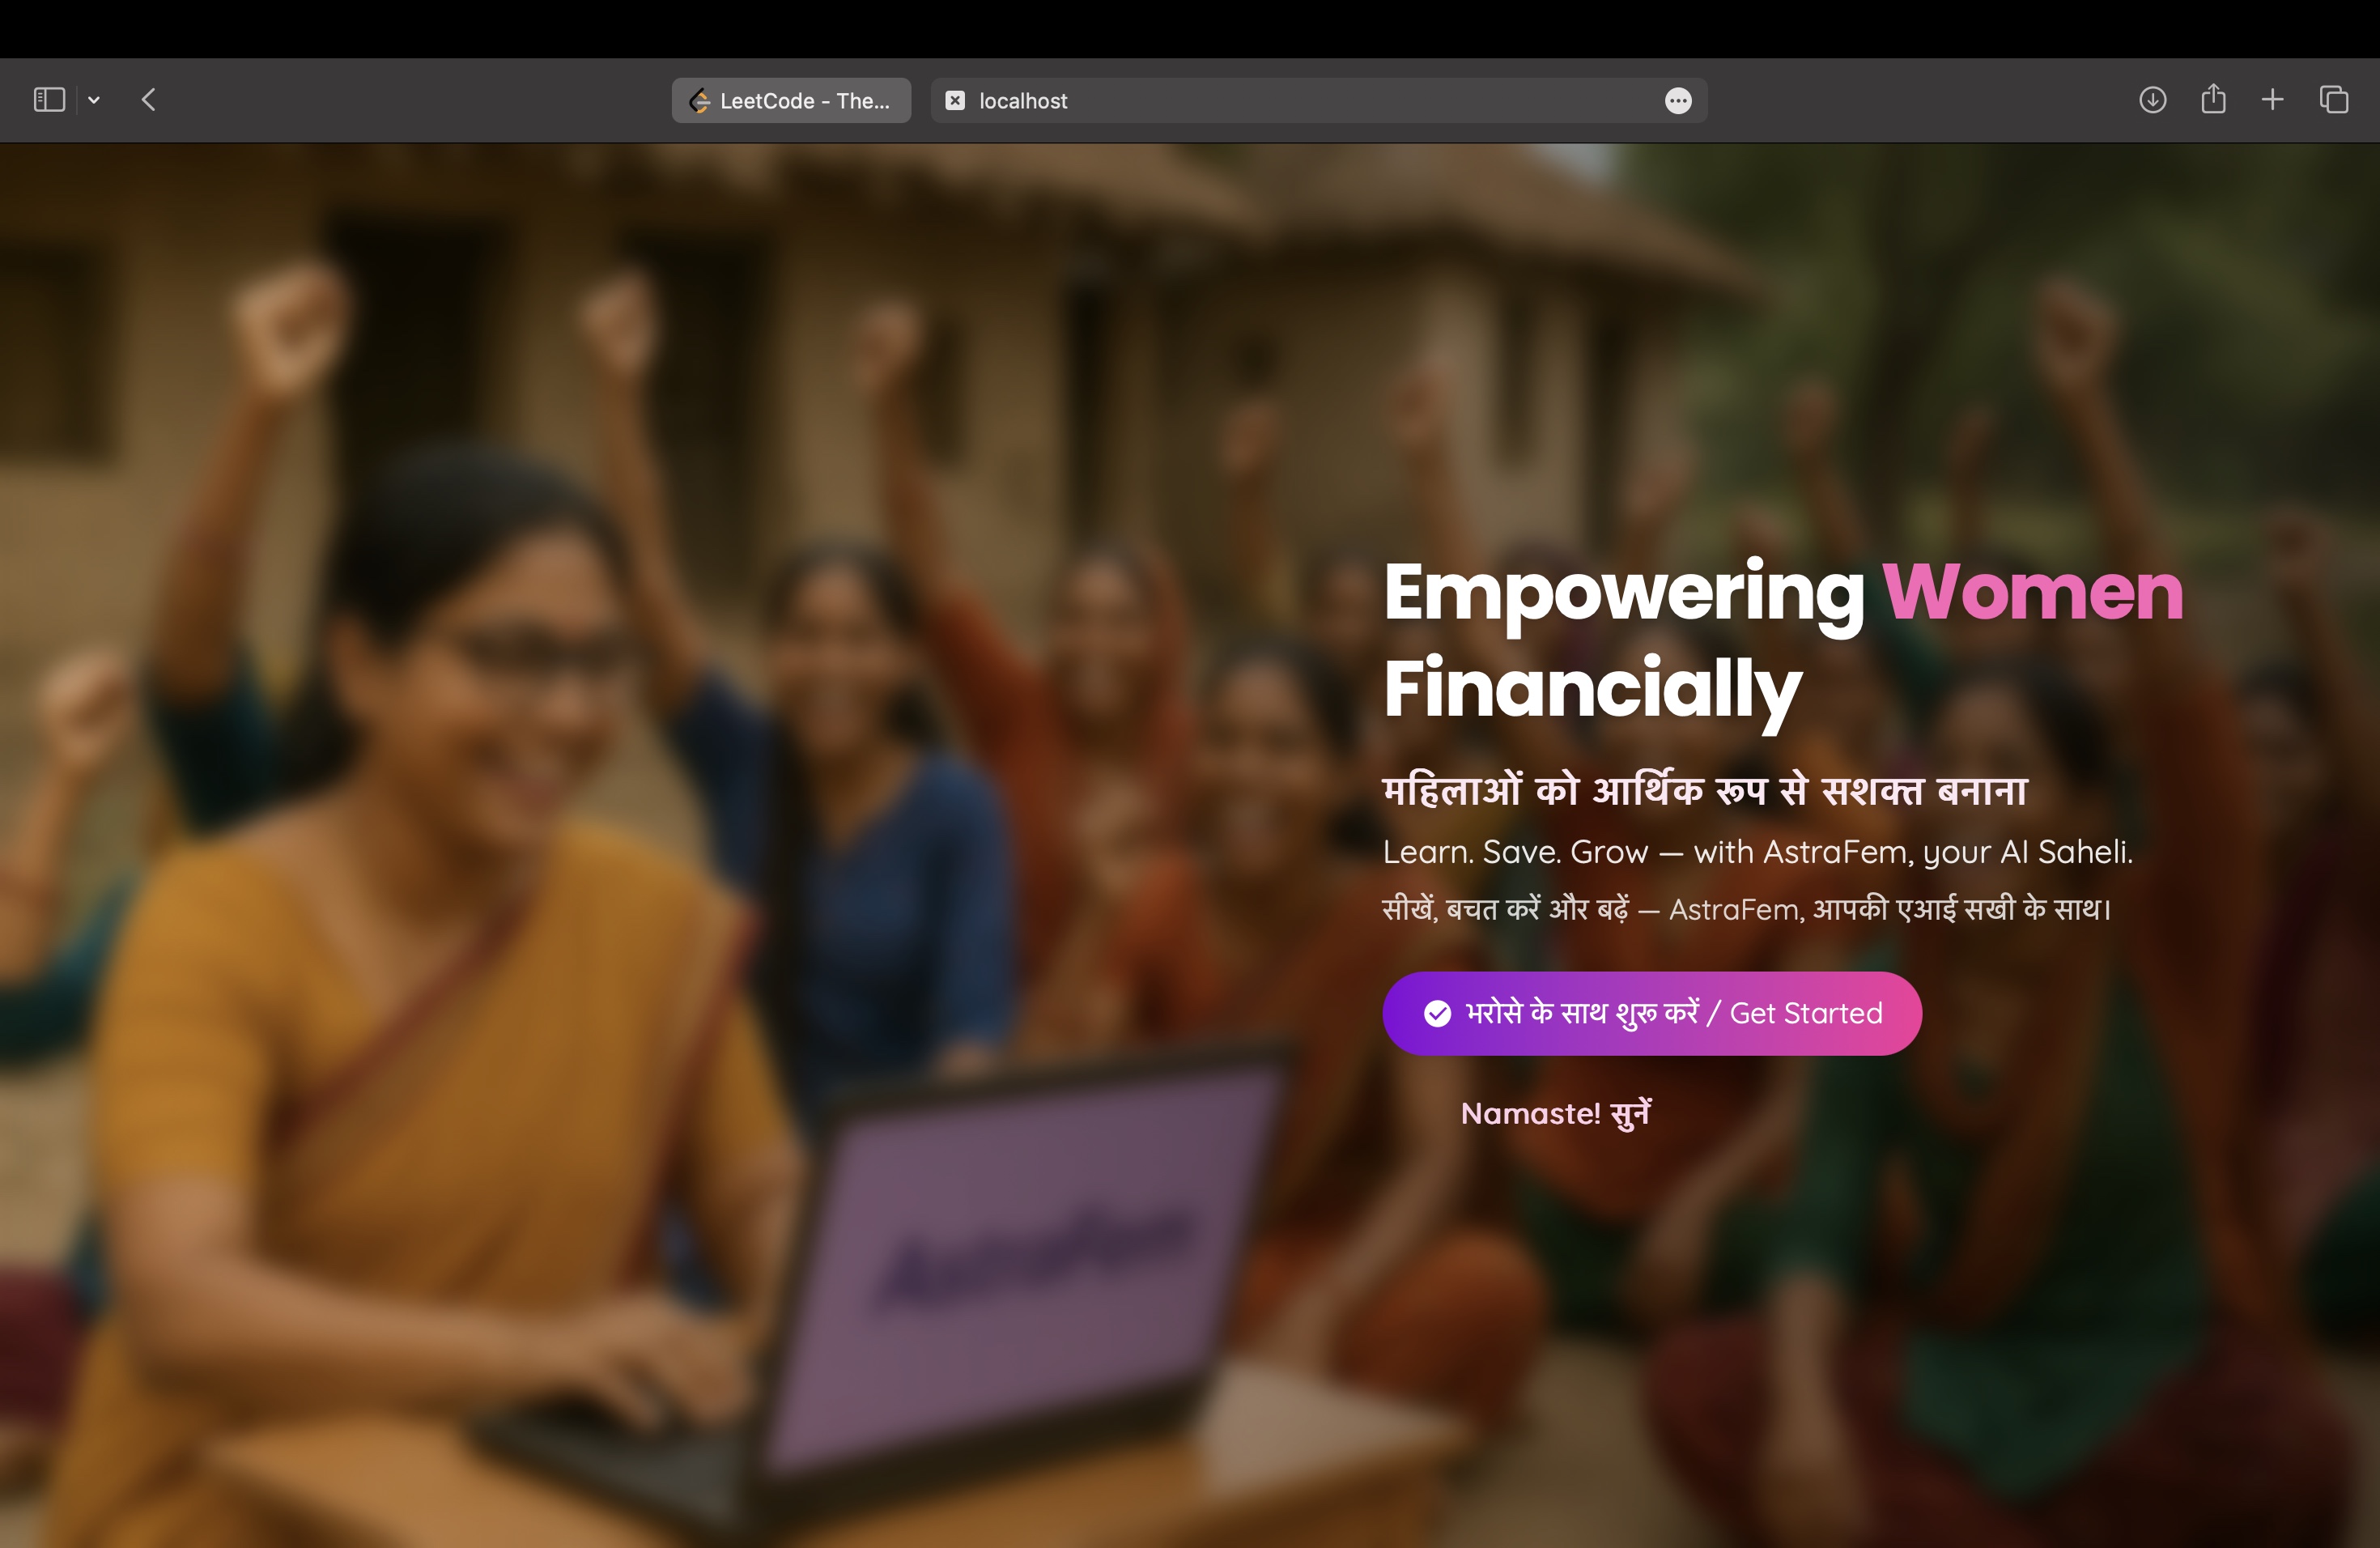 LeetCode - The...
localhost
Empowering Women
Financially
महिलाओं को आर्थिक रूप से सशक्त बनाना
Learn. Save. Grow — with AstraFem, your AI Saheli.
सीखें, बचत करें और बढ़ें — AstraFem, आपकी एआई सखी के साथ।
भरोसे के साथ शुरू करें / Get Started
Namaste! सुनें
AstraFem